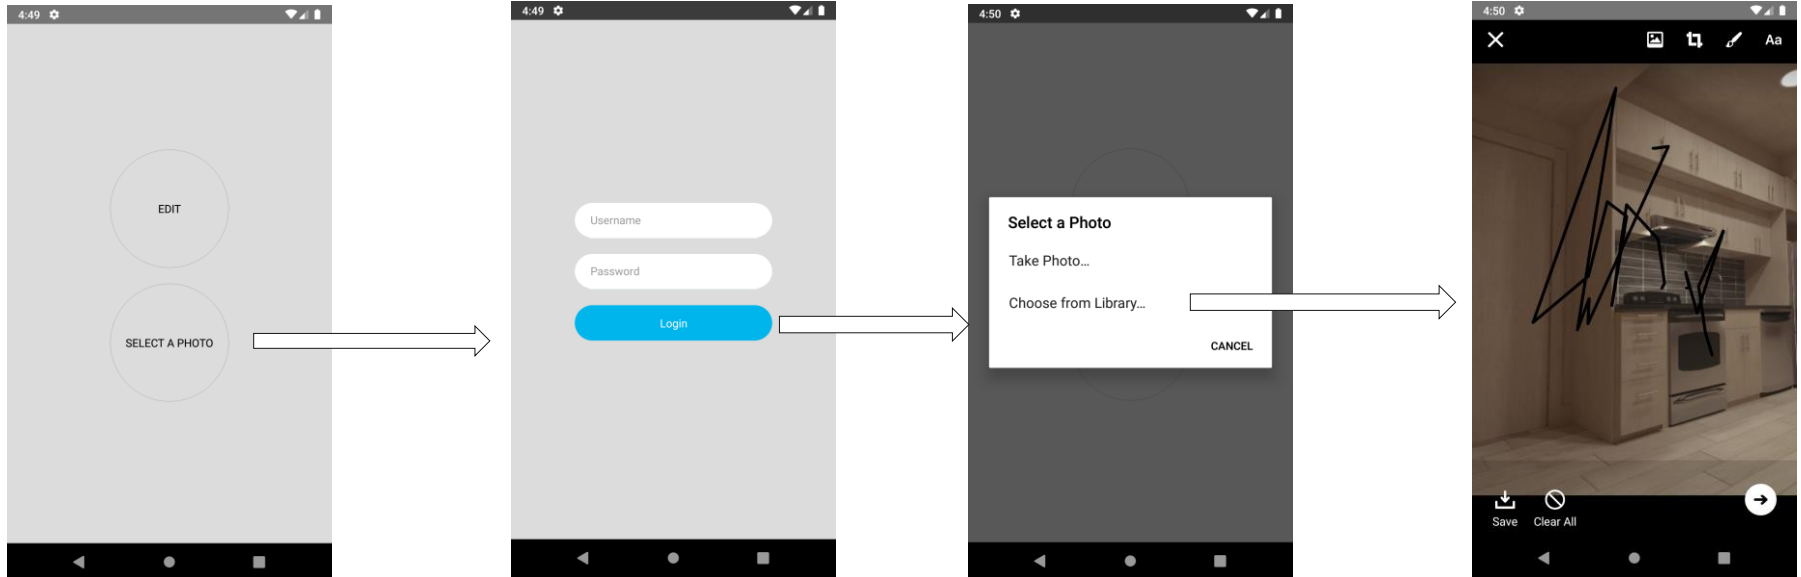 4:49
EDIT
SELECT A PHOTO
4:49
Username
Password
Login
4:50
Select a Photo
Take Photo...
Choose from Library...
CANCEL
4:50
Aa
Save Clear All